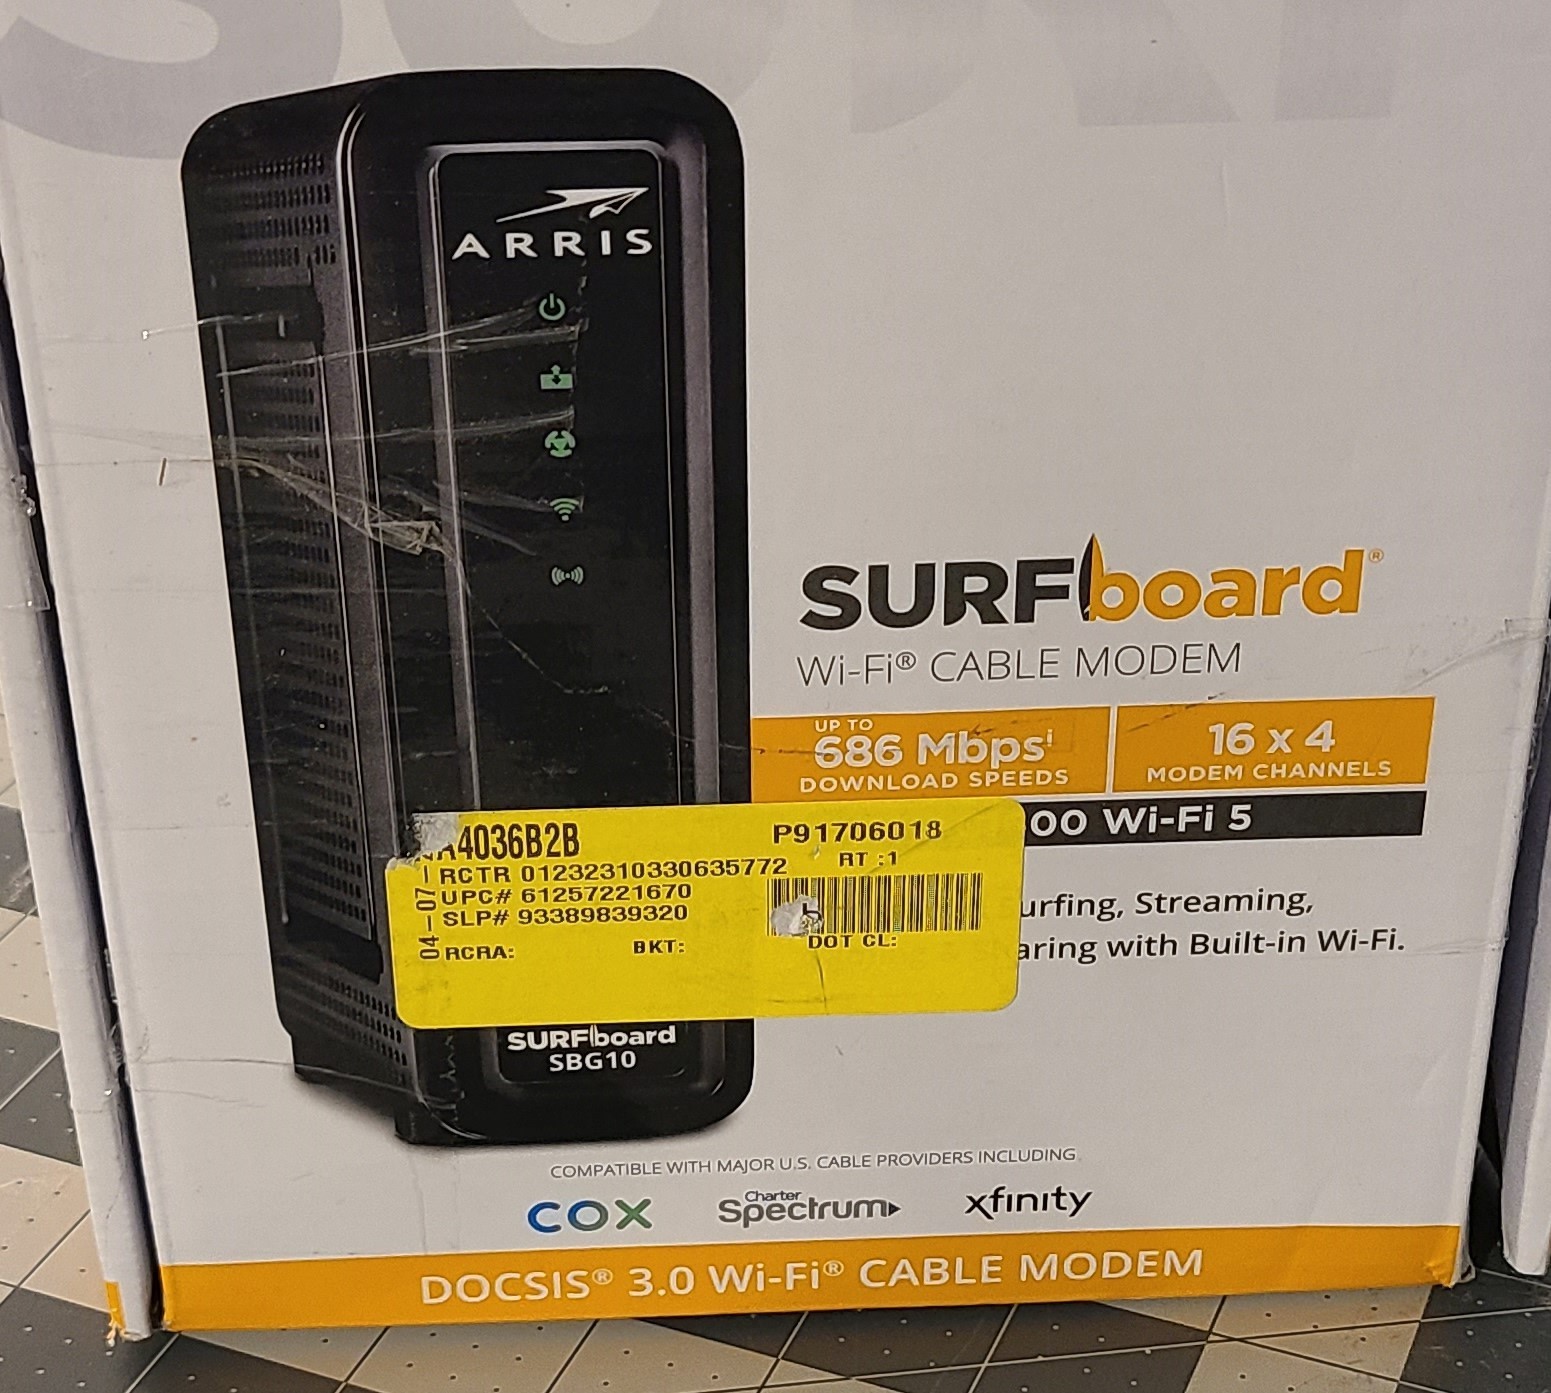 ARRIS
SURFboard®
Wi-Fi® CABLE MODEM
UP TO
686 Mbps¹
DOWNLOAD SPEEDS
16 x 4
MODEM CHANNELS
00 Wi-Fi 5
urfing, Streaming,
aring with Built-in Wi-Fi.
A4036B2B
P91706018
RT :1
RCTR 01232310330635772
UPC# 61257221670
SLP# 93389839320
04-07
RCRA:
BKT:
DOT CL:
SURFboard
SBG10
COMPATIBLE WITH MAJOR U.S. CABLE PROVIDERS INCLUDING
COX
Charter
Spectrum
xfinity
DOCSIS® 3.0 Wi-Fi® CABLE MODEM